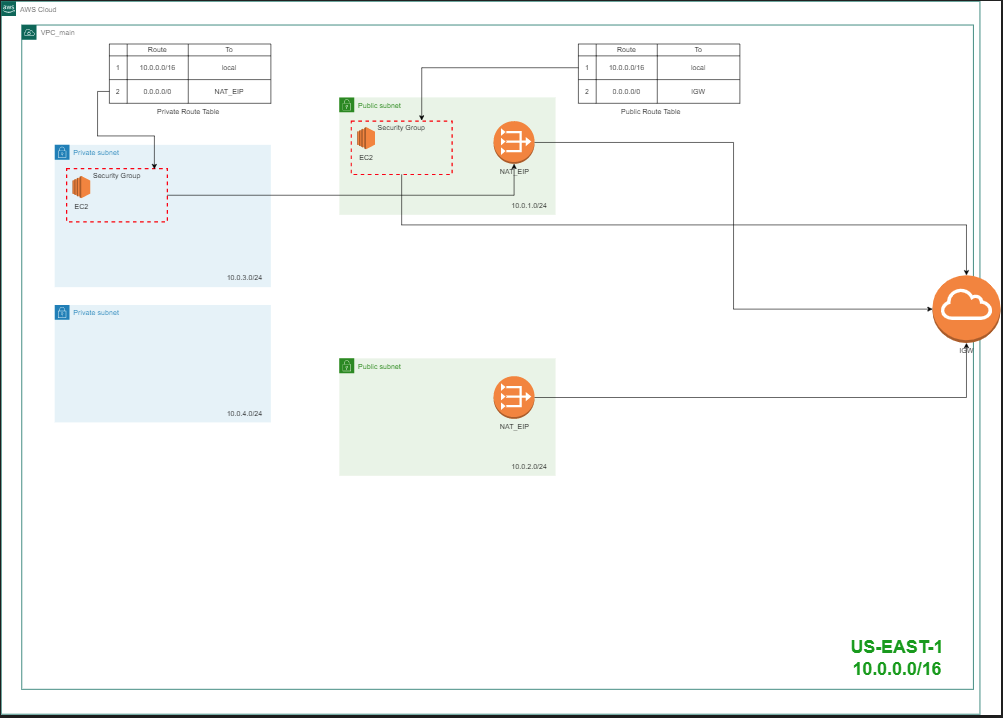 aws
AWS Cloud
VPC_main
Route To
1 10.0.0.0/16 local
2 0.0.0.0/0 NAT_EIP
Private Route Table
Route To
1 10.0.0.0/16 local
2 0.0.0.0/0 IGW
Public Route Table
Public subnet
Security Group
EC2
NAT_EIP
10.0.1.0/24
Private subnet
Security Group
EC2
10.0.3.0/24
Private subnet
10.0.4.0/24
IGW
Public subnet
NAT_EIP
10.0.2.0/24
US-EAST-1
10.0.0.0/16